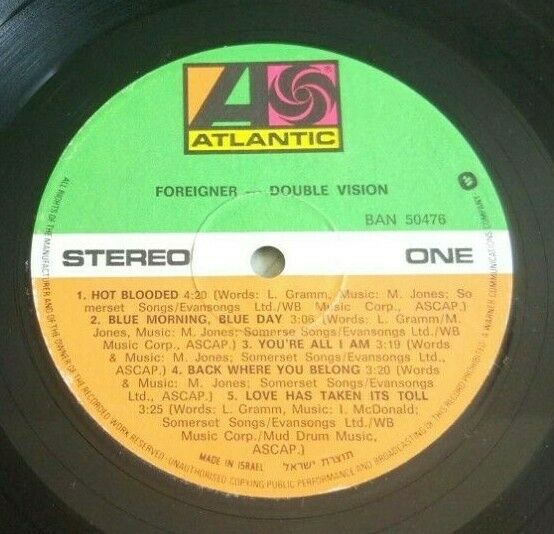 ATLANTIC
FOREIGNER — DOUBLE VISION
BAN 50476
STEREO ONE
1. HOT BLOODED 4:20 (Words: L. Gramm, Music: M. Jones; So
merset Songs/Evansongs Ltd./WB Music Corp., ASCAP.)
2. BLUE MORNING, BLUE DAY 3:06 (Words: L. Gramm/M.
Jones, Music: M. Jones; Somerse Songs/Evansongs/WB
Music Corp., ASCAP.) 3. YOU'RE ALL I AM 3:19 (Words
& Music: M. Jones; Somerset Songs/Evansongs Ltd.,
ASCAP.) 4. BACK WHERE YOU BELONG 3:20 (Words
& Music: M. Jones; Somerset Songs/Evansongs
Ltd., ASCAP.) 5. LOVE HAS TAKEN ITS TOLL
3:25 (Words: L. Gramm, Music: I. McDonald;
Somerset Songs/Evansongs Ltd./WB
Music Corp./Mud Drum Music,
ASCAP.)
MADE IN ISRAEL תוצרת ישראל
ALL RIGHTS OF THE MANUFACTURER AND OF THE OWNER OF THE RECORDED WORK RESERVED-UNAUTHORISED COPYING PUBLIC PERFORMANCE AND BROADCASTING OF THIS RECORD PROHIBITED
A WARNER COMMUNICATIONS COMPANY